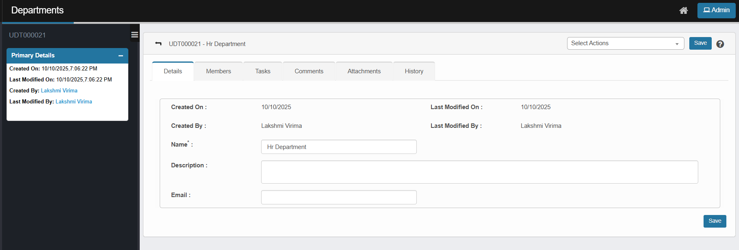 Departments
Admin
UDT000021
Primary Details
Created On: 10/10/2025,7:06:22 PM
Last Modified On: 10/10/2025,7:06:22 PM
Created By: Lakshmi Virima
Last Modified By: Lakshmi Virima
UDT000021 - Hr Department
Select Actions
Save
Details Members Tasks Comments Attachments History
Created On : 10/10/2025 Last Modified On : 10/10/2025
Created By : Lakshmi Virima Last Modified By : Lakshmi Virima
Name* : Hr Department
Description :
Email :
Save